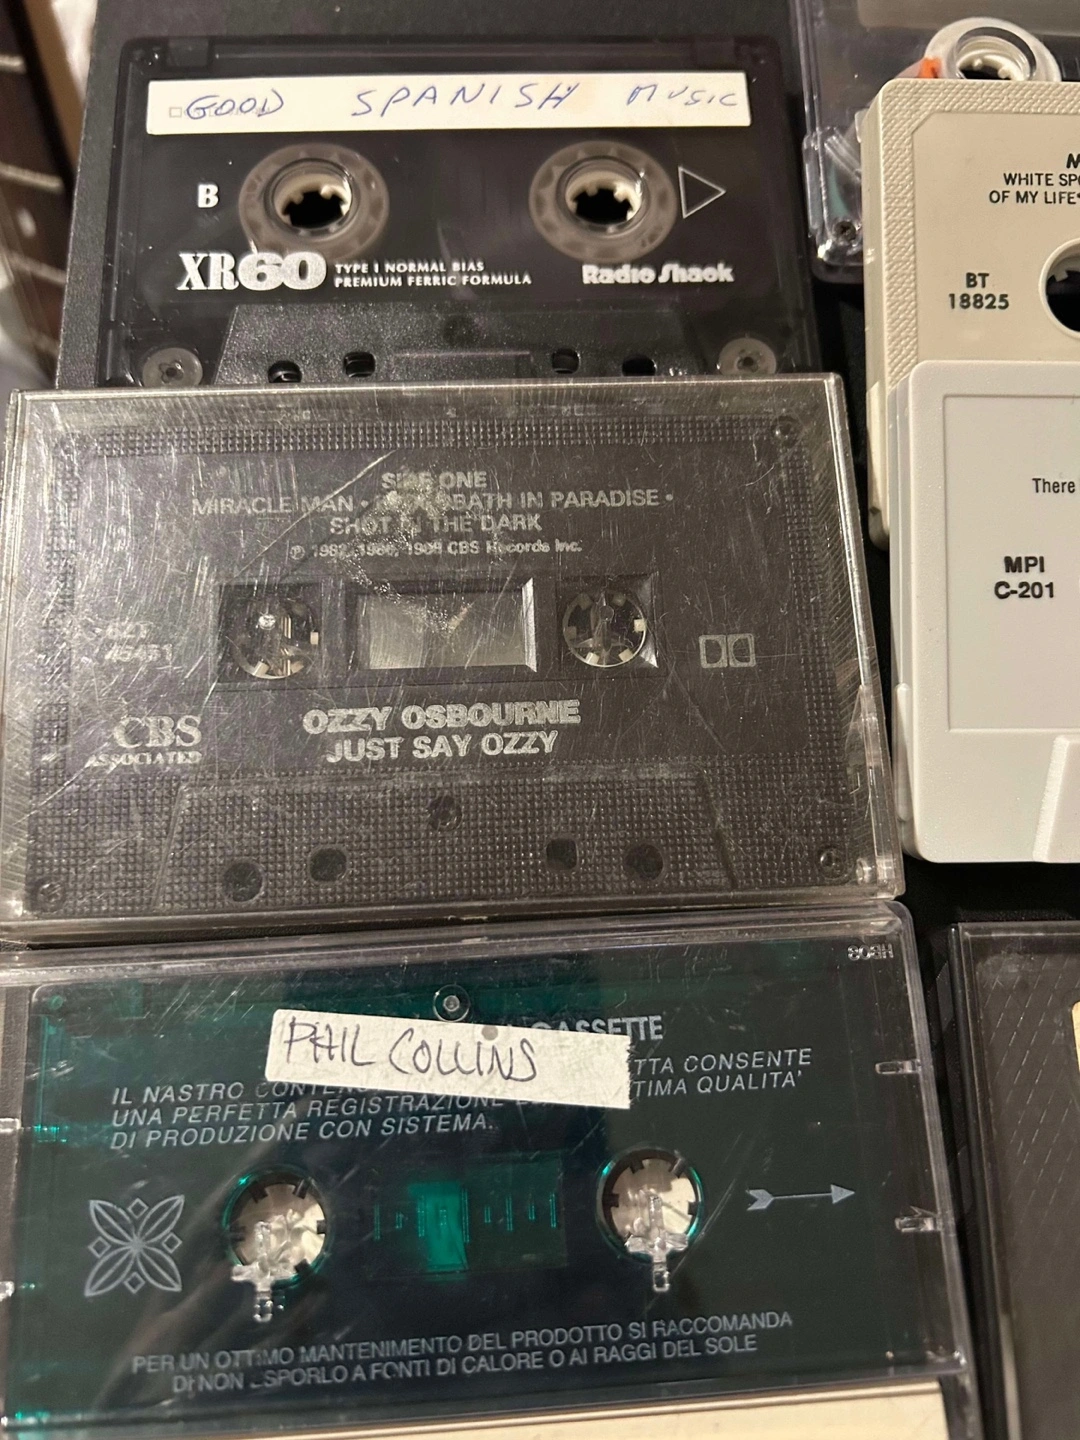 GOOD SPANISH MUSIC
B
XR60 TYPE I NORMAL BIAS
PREMIUM FERRIC FORMULA
Radio Shack
SIDE ONE
MIRACLE MAN • IN PARADISE •
SHOT IN THE DARK
CBS Records Inc.
CBS
ASSOCIATED
OZZY OSBOURNE
JUST SAY OZZY
PHIL COLLINS
CASSETTE
IL NASTRO CONSENTE
UNA PERFETTA REGISTRAZIONE QUALITA'
DI PRODUZIONE CON SISTEMA.
PER UN OTTIMO MANTENIMENTO DEL PRODOTTO SI RACCOMANDA
DI NON ESPORLO A FONTI DI CALORE O AI RAGGI DEL SOLE
WHITE
OF MY LIFE
BT
18825
There
MPI
C-201